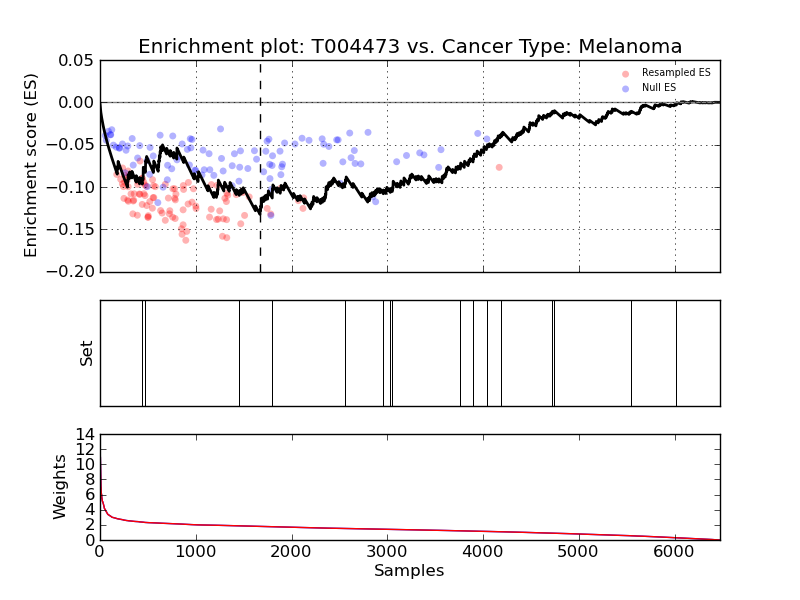 Enrichment plot: T004473 vs. Cancer Type: Melanoma
0.05
0.00
−0.05
−0.10
−0.15
−0.20
Enrichment score (ES)
Resampled ES
Null ES
Set
14
12
10
8
6
4
2
0
Weights
0 1000 2000 3000 4000 5000 6000
Samples